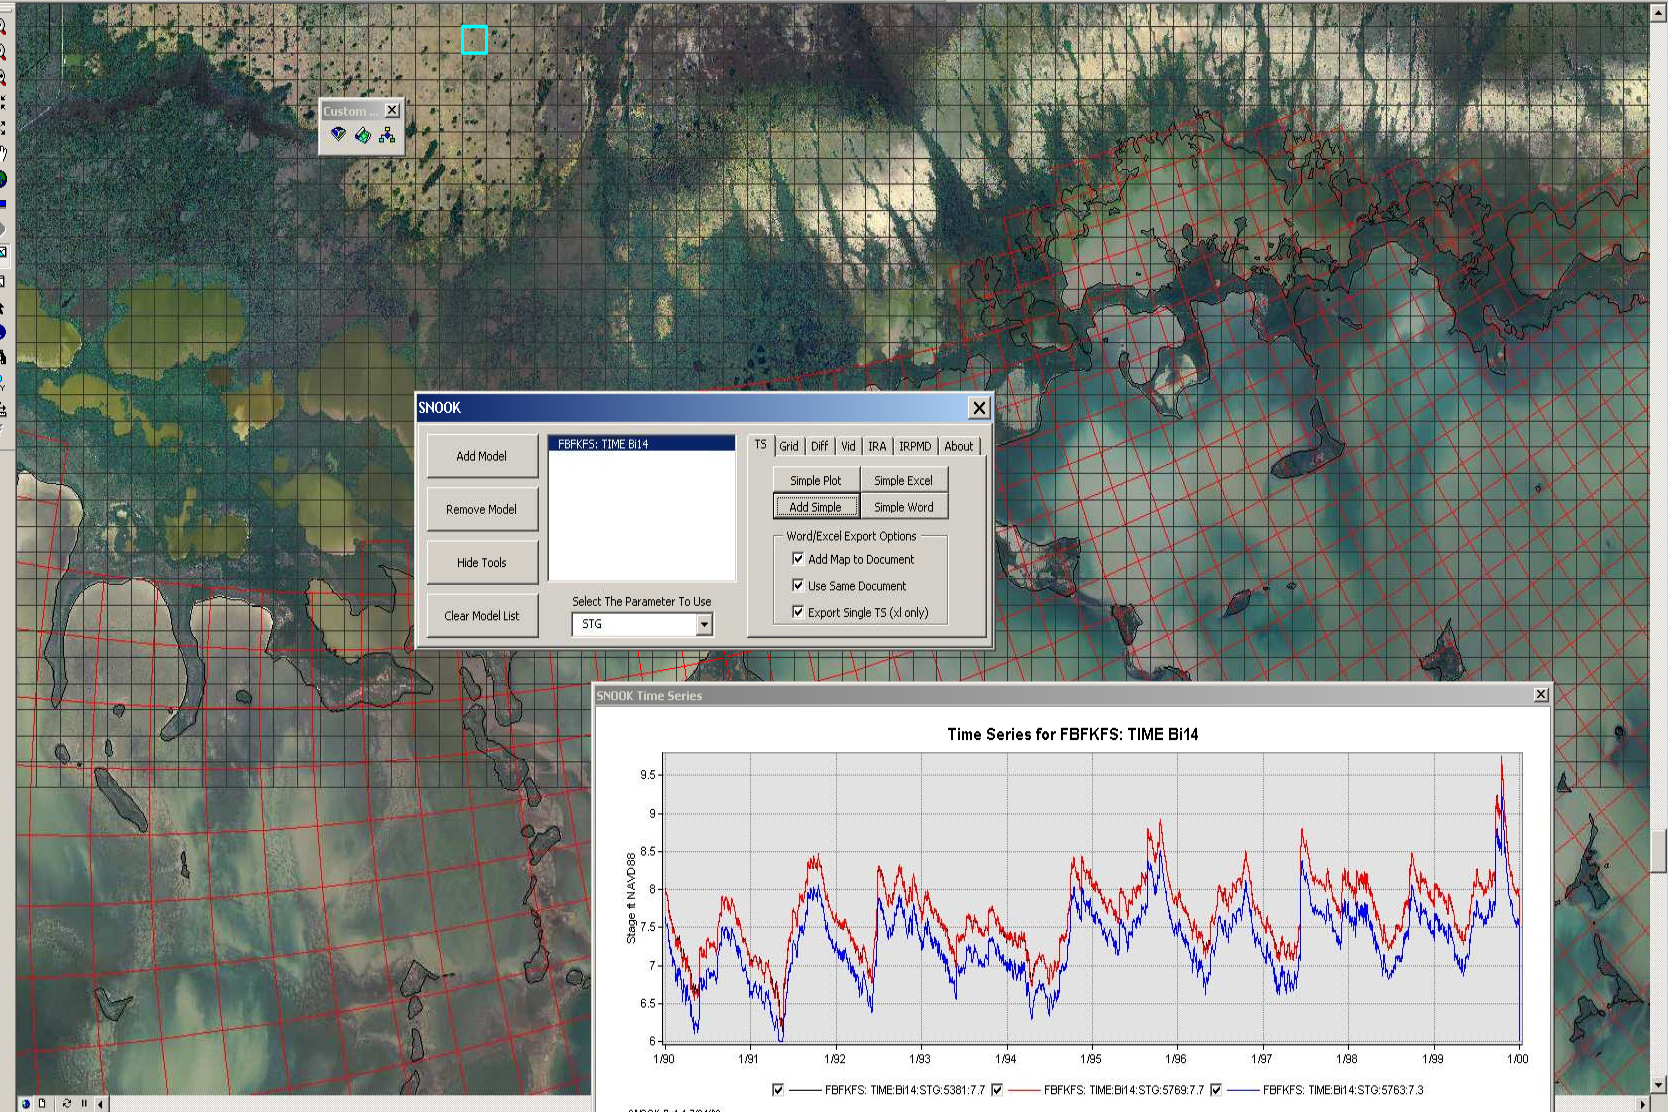 Custom ...
SNOOK
Add Model
Remove Model
Hide Tools
Clear Model List
FBFKFS: TIME Bi14
Select The Parameter To Use
STG
TS Grid Diff Vid IRA IRPMD About
Simple Plot Simple Excel
Add Simple Simple Word
Word/Excel Export Options
Add Map to Document
Use Same Document
Export Single TS (xl only)
SNOOK Time Series
Time Series for FBFKFS: TIME Bi14
Stage ft NAVD88
9.5
9
8.5
8
7.5
7
6.5
6
1/90 1/91 1/92 1/93 1/94 1/95 1/96 1/97 1/98 1/99 1/00
FBFKFS: TIME:Bi14:STG:5381:7.7 FBFKFS: TIME:Bi14:STG:5769:7.7 FBFKFS: TIME:Bi14:STG:5763:7.3